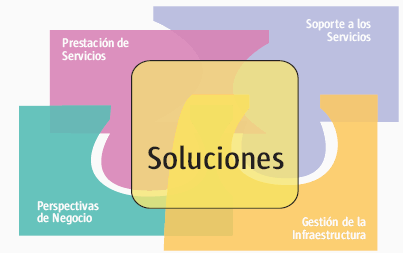 Prestación de
Servicios
Soporte a los
Servicios
Soluciones
Perspectivas
de Negocio
Gestión de la
Infraestructura